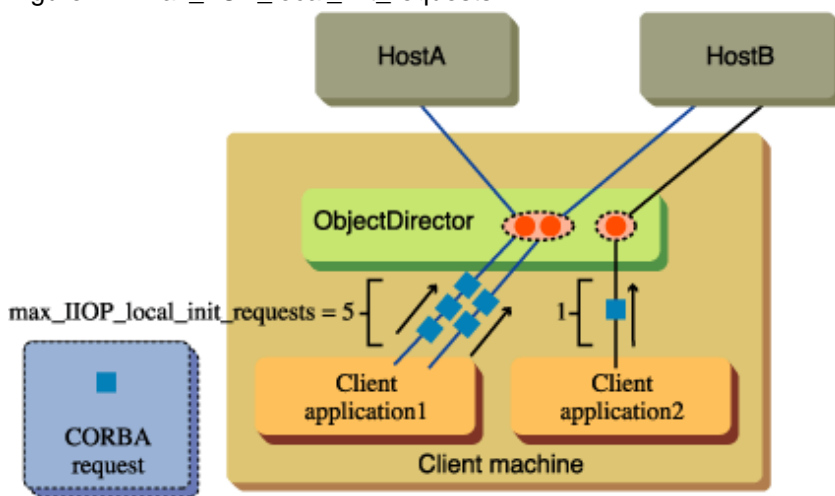 HostA
HostB
ObjectDirector
max_IIOP_local_init_requests = 5
1
Client
application1
Client
application2
CORBA
request
Client machine